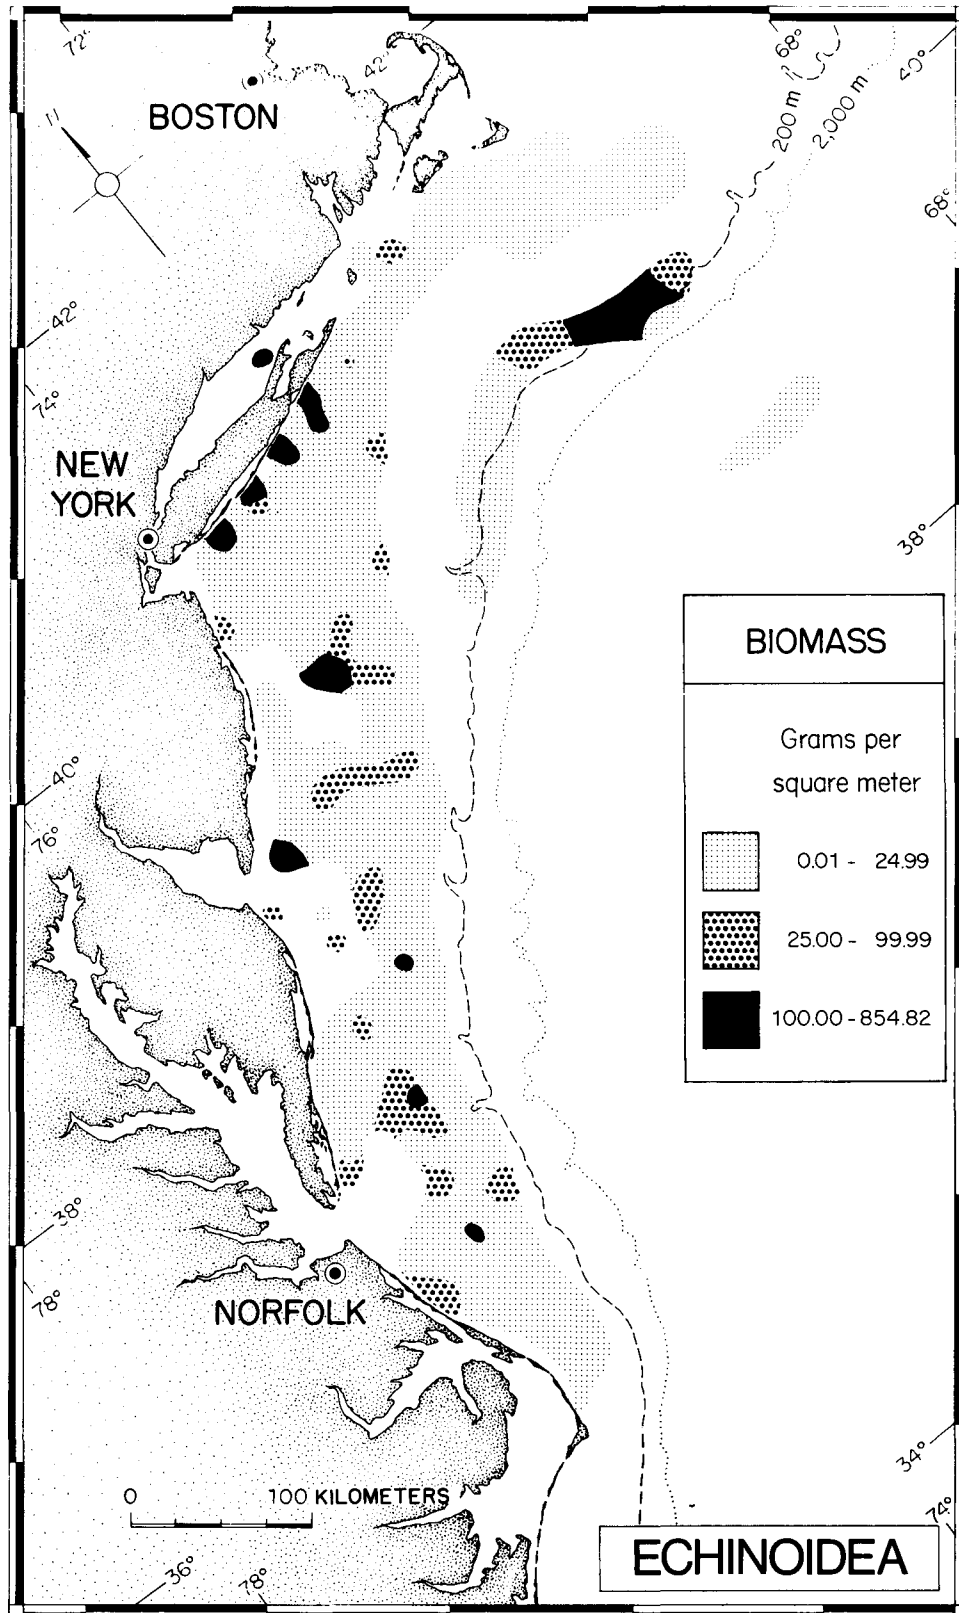 72°
42°
68°
40°
BOSTON
200 m
2,000 m
N
68°
42°
74°
NEW
YORK
38°
BIOMASS
Grams per
square meter
0.01 - 24.99
25.00 - 99.99
100.00 - 854.82
40°
76°
38°
78°
NORFOLK
34°
0 100 KILOMETERS
74°
ECHINOIDEA
36°
78°